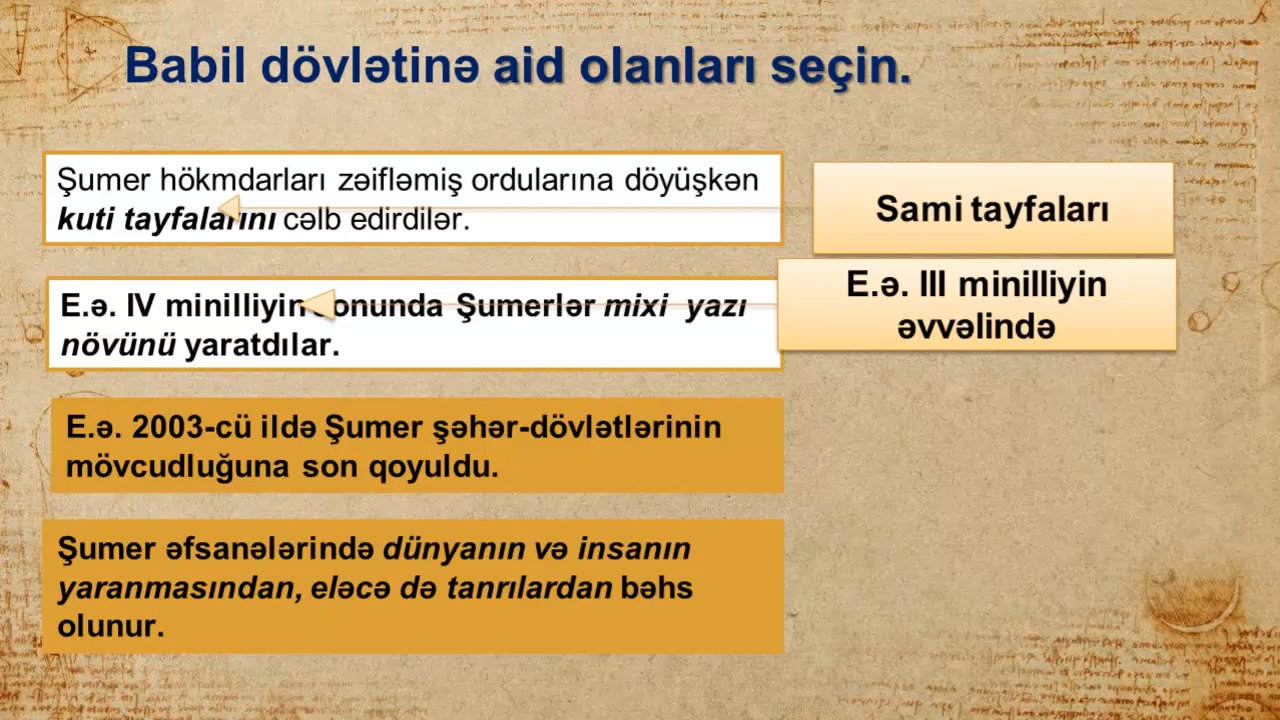 Babil dövlətinə aid olanları seçin.
Şumer hökmdarları zəifləmiş ordularına döyüşkən
kuti tayfalarını cəlb edirdilər.
Sami tayfaları
E.ə. IV minilliyin sonunda Şumerlər mixi yazı
növünü yaratdılar.
E.ə. III minilliyin
əvvəlində
E.ə. 2003-cü ildə Şumer şəhər-dövlətlərinin
mövcudluğuna son qoyuldu.
Şumer əfsanələrində dünyanın və insanın
yaranmasından, eləcə də tanrılardan bəhs
olunur.